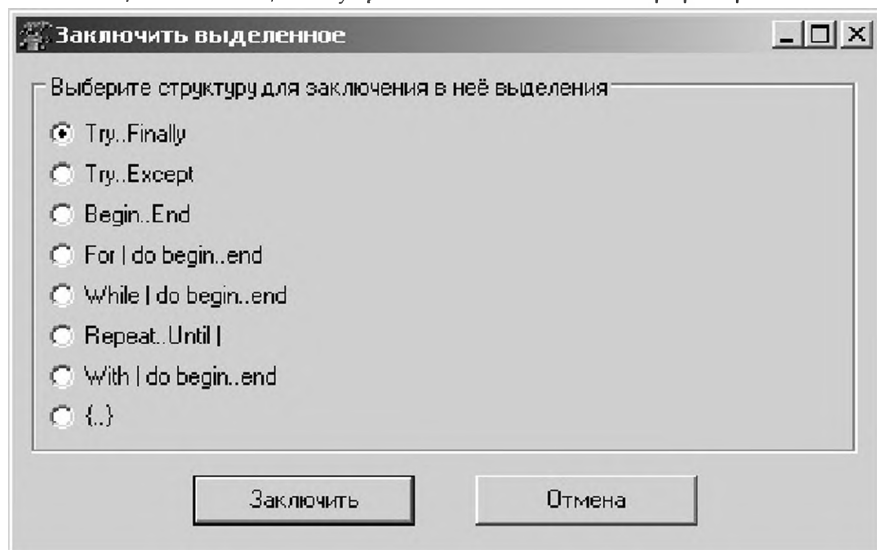 Заключить выделенное
Выберите структуру для заключения в неё выделения
Try..Finally
Try..Except
Begin..End
For | do begin..end
While | do begin..end
Repeat..Until |
With | do begin..end
{..}
Заключить Отмена